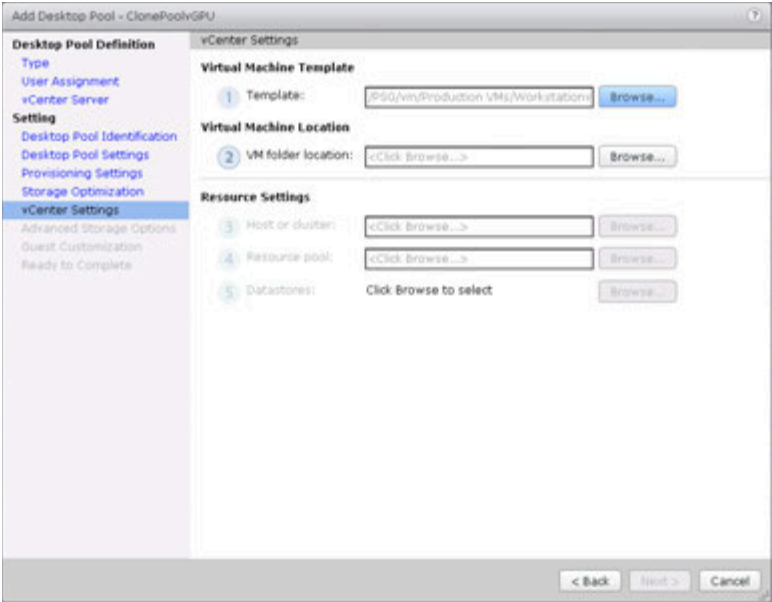 Add Desktop Pool - ClonePoolvGPU
?
Desktop Pool Definition
Type
User Assignment
vCenter Server
Setting
Desktop Pool Identification
Desktop Pool Settings
Provisioning Settings
Storage Optimization
vCenter Settings
Advanced Storage Options
Guest Customization
Ready to Complete
vCenter Settings
Virtual Machine Template
1 Template: /PSG/vm/Production VMs/Workstation Browse...
Virtual Machine Location
2 VM folder location: <Click Browse...> Browse...
Resource Settings
3 Host or cluster: <Click Browse...> Browse...
4 Resource pool: <Click Browse...> Browse...
5 Datastores: Click Browse to select Browse...
< Back Next > Cancel